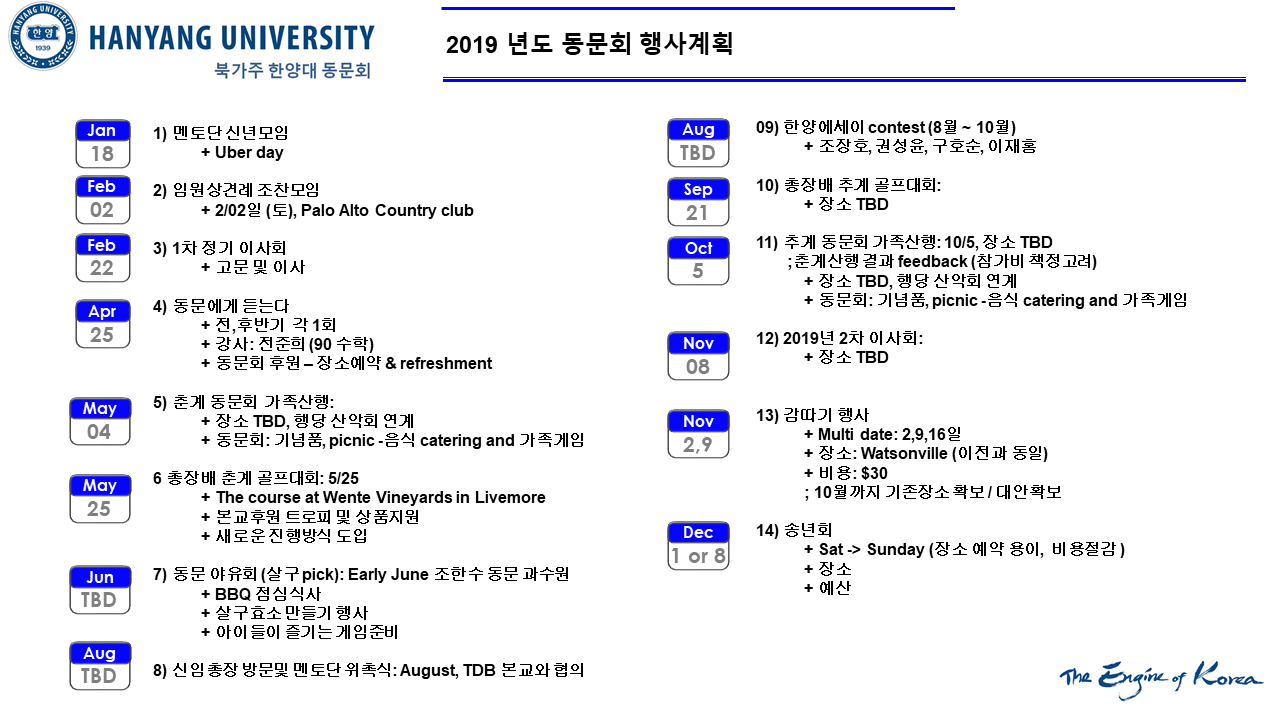 HANYANG UNIVERSITY
한양
1939
HANYANG UNIVERSITY
북가주 한양대 동문회
2019 년도 동문회 행사계획
Jan
18
1) 멘토단 신년모임
+ Uber day
Feb
02
2) 임원상견례 조찬모임
+ 2/02일 (토), Palo Alto Country club
Feb
22
3) 1차 정기 이사회
+ 고문 및 이사
Apr
25
4) 동문에게 듣는다
+ 전,후반기 각 1회
+ 강사: 전준희 (90 수학)
+ 동문회 후원 – 장소예약 & refreshment
May
04
5) 춘계 동문회 가족산행:
+ 장소 TBD, 행당 산악회 연계
+ 동문회: 기념품, picnic -음식 catering and 가족게임
May
25
6 총장배 춘계 골프대회: 5/25
+ The course at Wente Vineyards in Livemore
+ 본교후원 트로피 및 상품지원
+ 새로운 진행방식 도입
Jun
TBD
7) 동문 야유회 (살구 pick): Early June 조한수 동문 과수원
+ BBQ 점심식사
+ 살구효소 만들기 행사
+ 아이들이 즐기는 게임준비
Aug
TBD
8) 신임 총장 방문및 멘토단 위촉식: August, TDB 본교와 협의
Aug
TBD
09) 한양에세이 contest (8월 ~ 10월)
+ 조장호, 권성윤, 구호순, 이재홍
Sep
21
10) 총장배 추계 골프대회:
+ 장소 TBD
Oct
5
11) 추계 동문회 가족산행: 10/5, 장소 TBD
;춘계산행 결과 feedback (참가비 책정고려)
+ 장소 TBD, 행당 산악회 연계
+ 동문회: 기념품, picnic -음식 catering and 가족게임
Nov
08
12) 2019년 2차 이사회:
+ 장소 TBD
Nov
2,9
13) 감따기 행사
+ Multi date: 2,9,16일
+ 장소: Watsonville (이전과 동일)
+ 비용: $30
; 10월까지 기존장소 확보 / 대안확보
Dec
1 or 8
14) 송년회
+ Sat -> Sunday (장소 예약 용이, 비용절감 )
+ 장소
+ 예산
The Engine of Korea